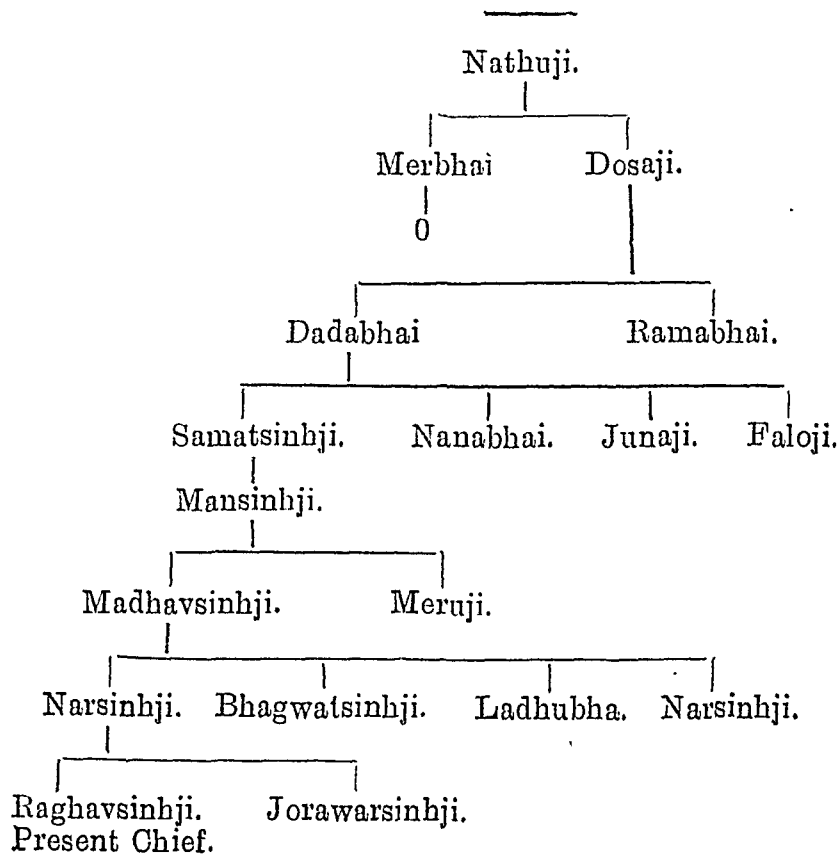 Nathuji.
Merbhai Dosaji.
0
Dadabhai Ramabhai.
Samatsinhji. Nanabhai. Junaji. Faloji.
Mansinhji.
Madhavsinhji. Meruji.
Narsinhji. Bhagwatsinhji. Ladhubha. Narsinhji.
Raghavsinhji. Jorawarsinhji.
Present Chief.